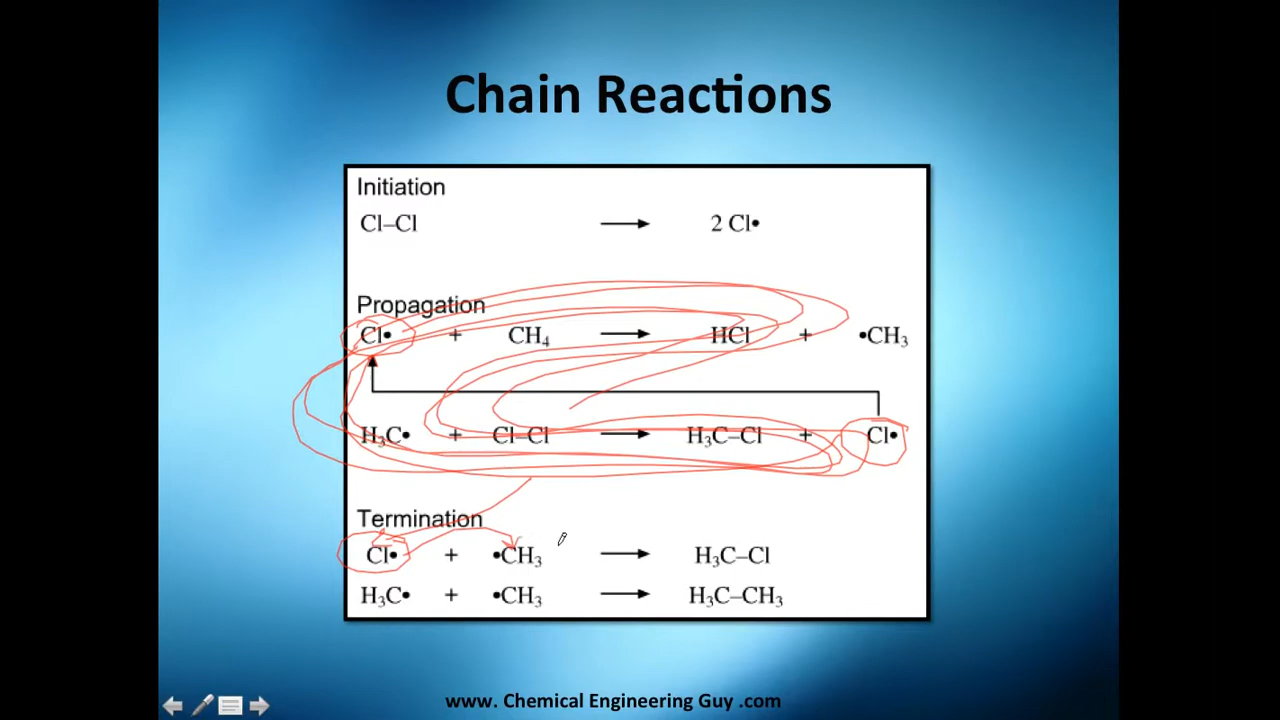 Chain Reactions
Initiation
Cl–Cl → 2 Cl•
Propagation
Cl• + CH₄ → HCl + •CH₃
H₃C• + Cl–Cl → H₃C–Cl + Cl•
Termination
Cl• + •CH₃ → H₃C–Cl
H₃C• + •CH₃ → H₃C–CH₃
www. Chemical Engineering Guy .com